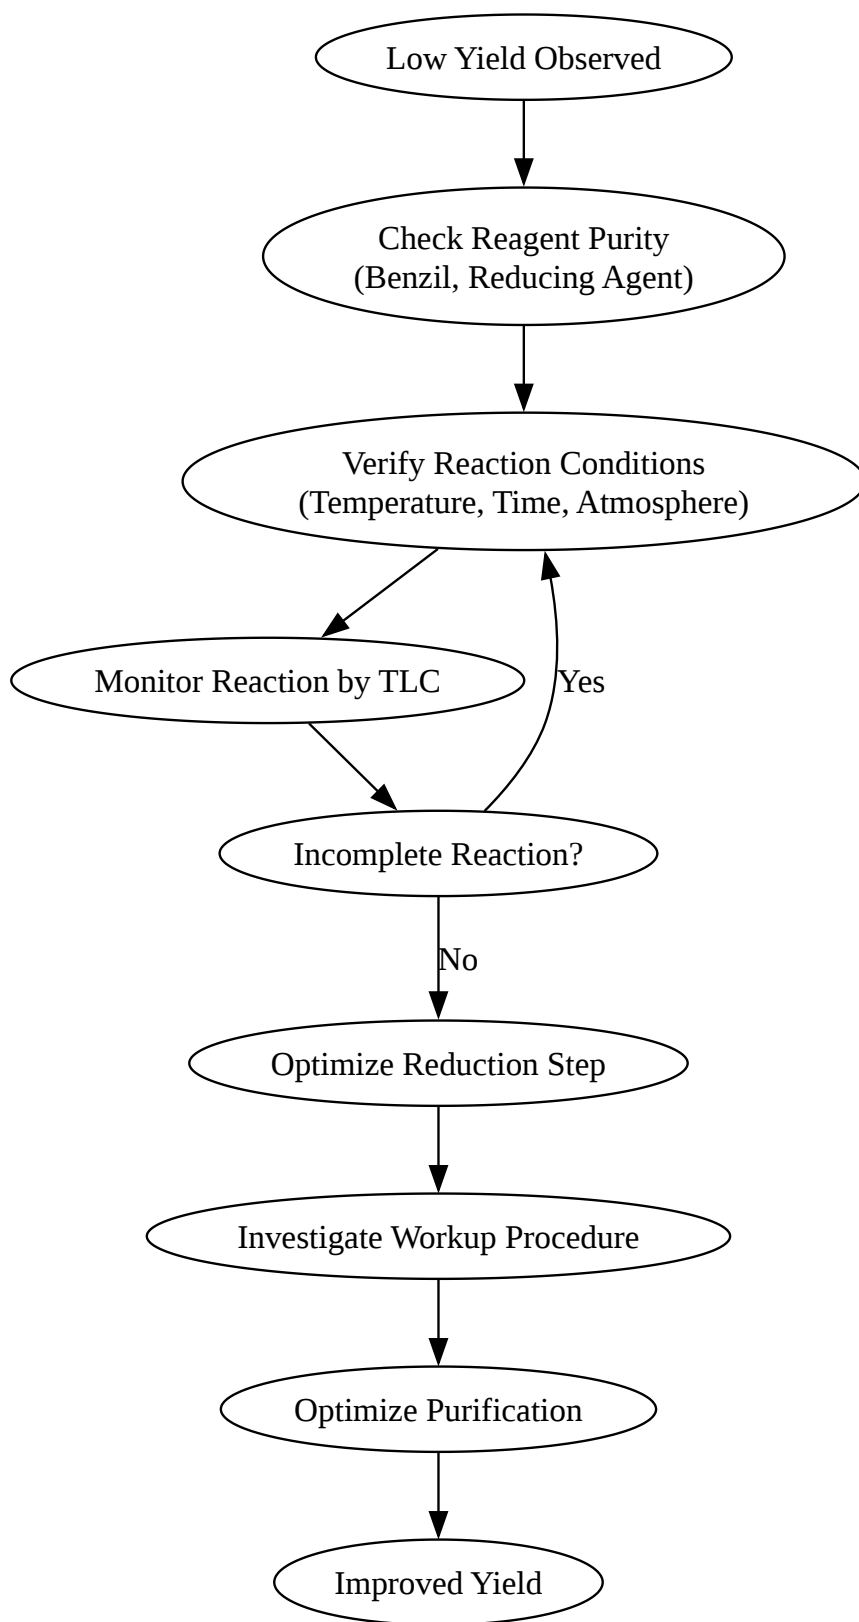 Low Yield Observed
Check Reagent Purity
(Benzil, Reducing Agent)
Verify Reaction Conditions
(Temperature, Time, Atmosphere)
Monitor Reaction by TLC
Yes
Incomplete Reaction?
No
Optimize Reduction Step
Investigate Workup Procedure
Optimize Purification
Improved Yield